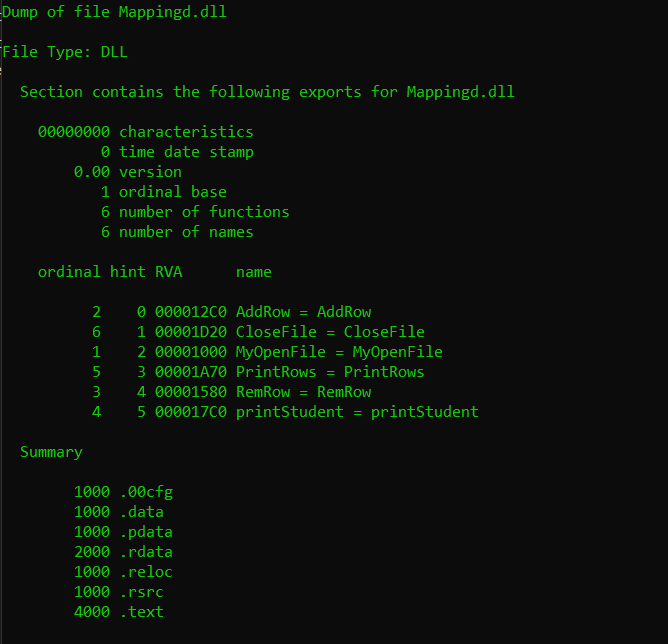 Dump of file Mappingd.dll
File Type: DLL
Section contains the following exports for Mappingd.dll
00000000 characteristics
0 time date stamp
0.00 version
1 ordinal base
6 number of functions
6 number of names
ordinal hint RVA name
2 0 000012C0 AddRow = AddRow
6 1 00001D20 CloseFile = CloseFile
1 2 00001000 MyOpenFile = MyOpenFile
5 3 00001A70 PrintRows = PrintRows
3 4 00001580 RemRow = RemRow
4 5 000017C0 printStudent = printStudent
Summary
1000 .00cfg
1000 .data
1000 .pdata
2000 .rdata
1000 .reloc
1000 .rsrc
4000 .text